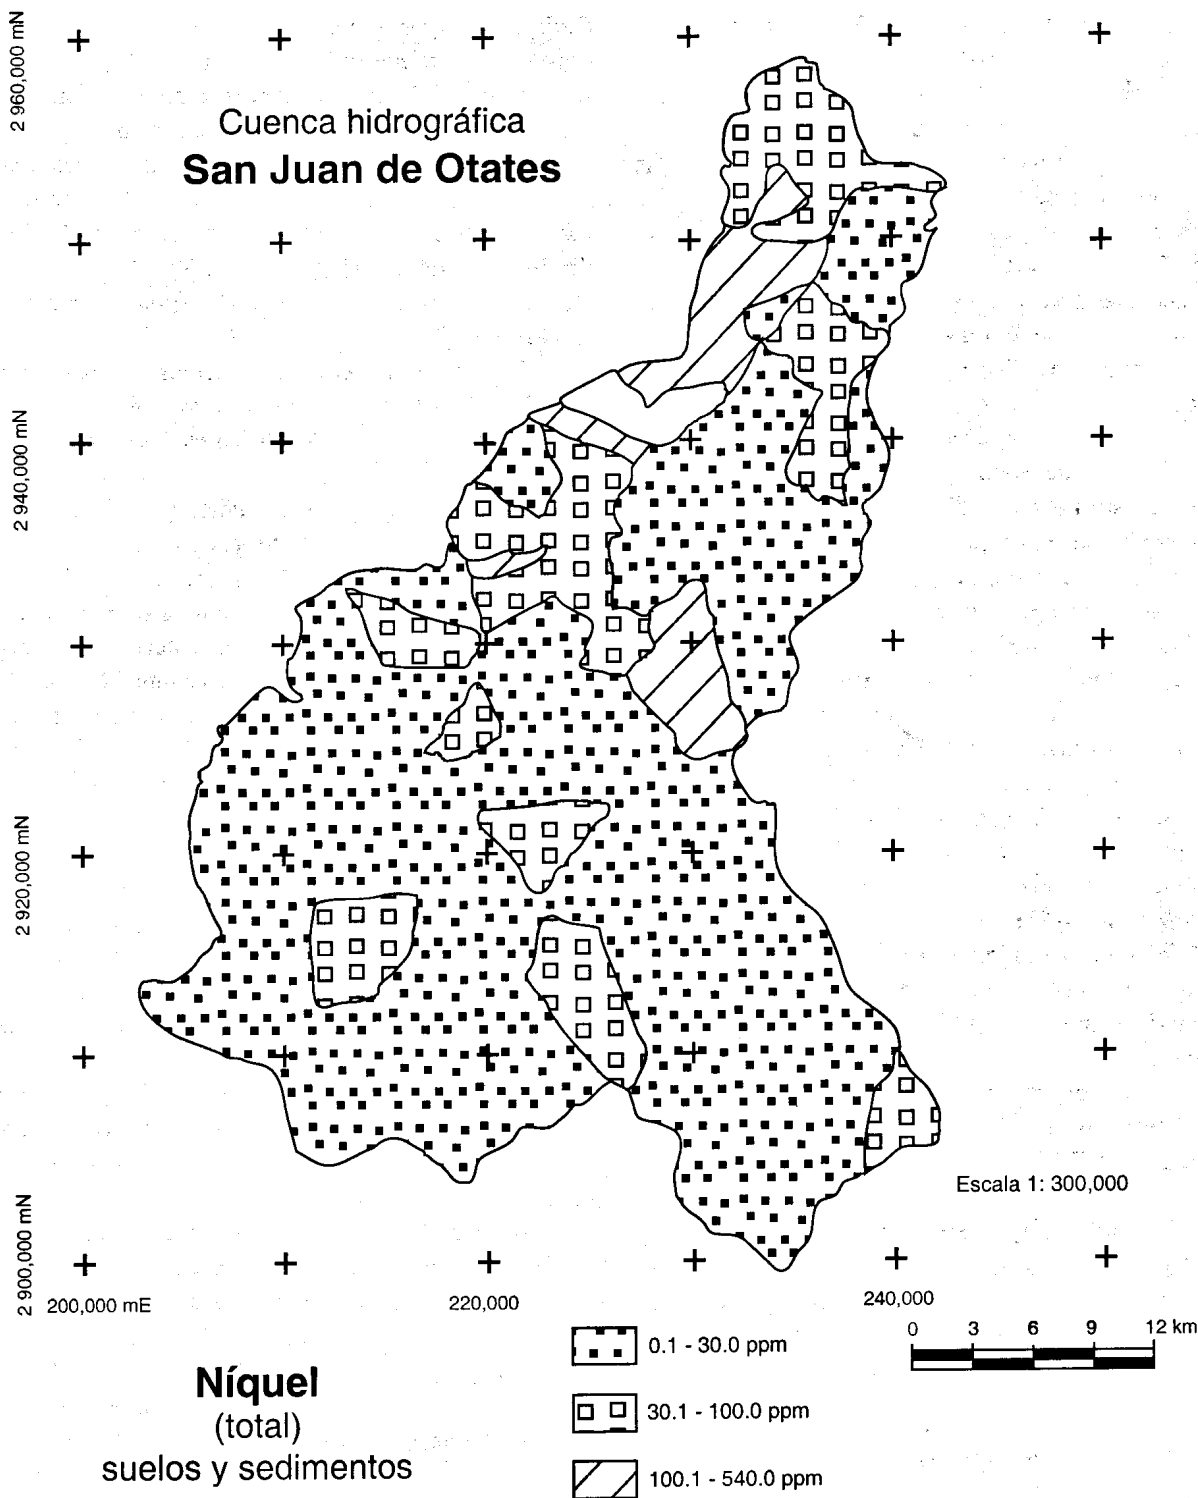 Cuenca hidrográfica
San Juan de Otates
2 960,000 mN
2 940,000 mN
2 920,000 mN
2 900,000 mN
200,000 mE
220,000
240,000
Escala 1: 300,000
0 3 6 9 12 km
Níquel
(total)
suelos y sedimentos
0.1 - 30.0 ppm
30.1 - 100.0 ppm
100.1 - 540.0 ppm